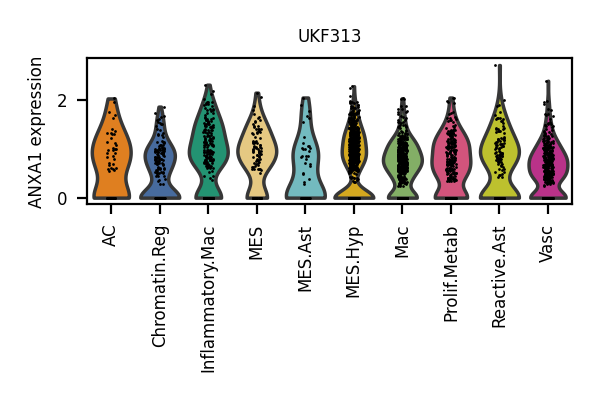 UKF313
ANXA1 expression
2
0
AC
Chromatin.Reg
Inflammatory.Mac
MES
MES.Ast
MES.Hyp
Mac
Prolif.Metab
Reactive.Ast
Vasc